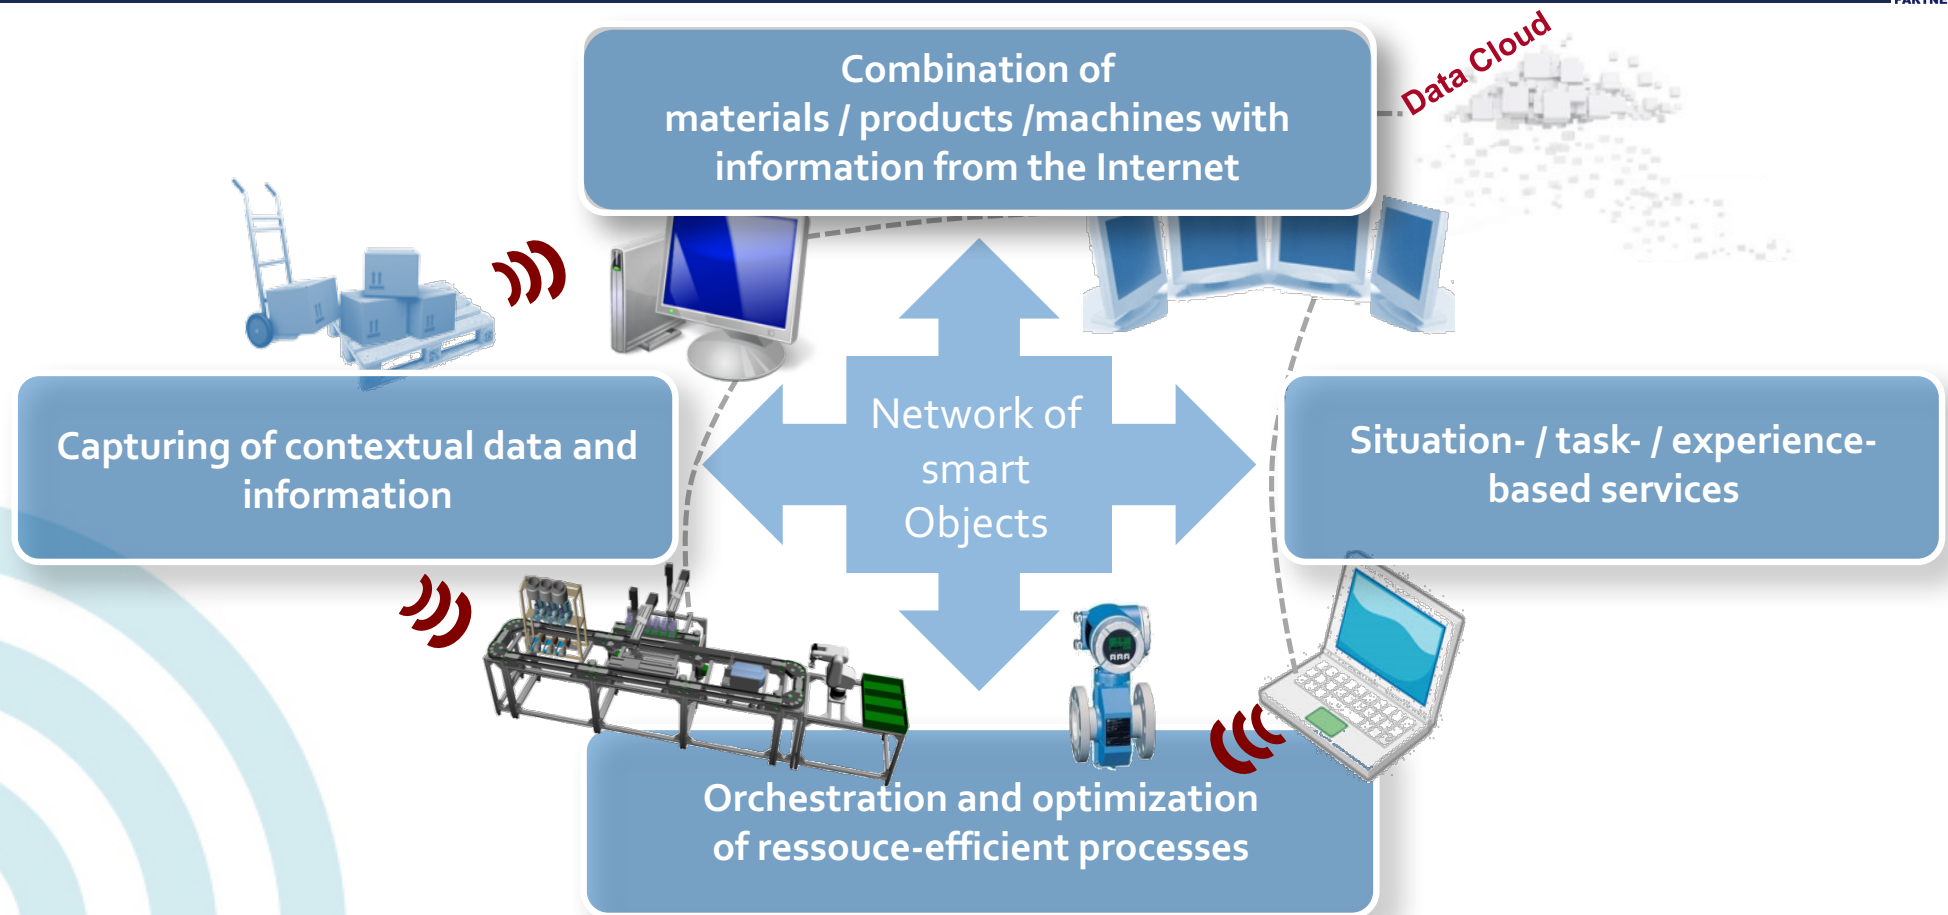 Combination of
materials / products /machines with
information from the Internet
Data Cloud
Capturing of contextual data and
information
Network of
smart
Objects
Situation- / task- / experience-
based services
Orchestration and optimization
of ressouce-efficient processes